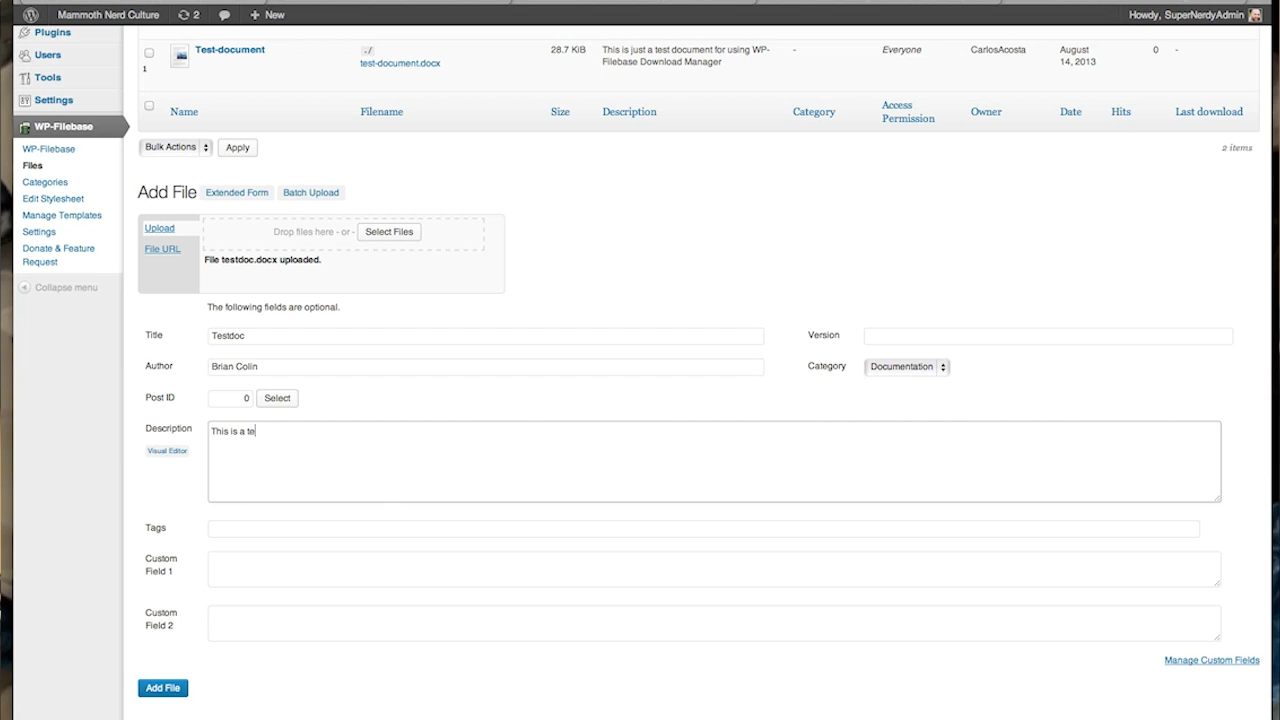 Mammoth Nerd Culture 2 + New Howdy, SuperNerdyAdmin
Plugins
Users
Tools
Settings
WP-Filebase
WP-Filebase
Files
Categories
Edit Stylesheet
Manage Templates
Settings
Donate & Feature
Request
Collapse menu
1
Test-document
./
test-document.docx
28.7 KiB
This is just a test document for using WP-
Filebase Download Manager
-
Everyone
CarlosAcosta
August
14, 2013
0
-
Name Filename Size Description Category Access Permission Owner Date Hits Last download
Bulk Actions Apply 2 items
Add File Extended Form Batch Upload
Upload
File URL
Drop files here - or - Select Files
File testdoc.docx uploaded.
The following fields are optional.
Title Testdoc Version
Author Brian Colin Category Documentation
Post ID 0 Select
Description This is a te
Visual Editor
Tags
Custom
Field 1
Custom
Field 2
Manage Custom Fields
Add File